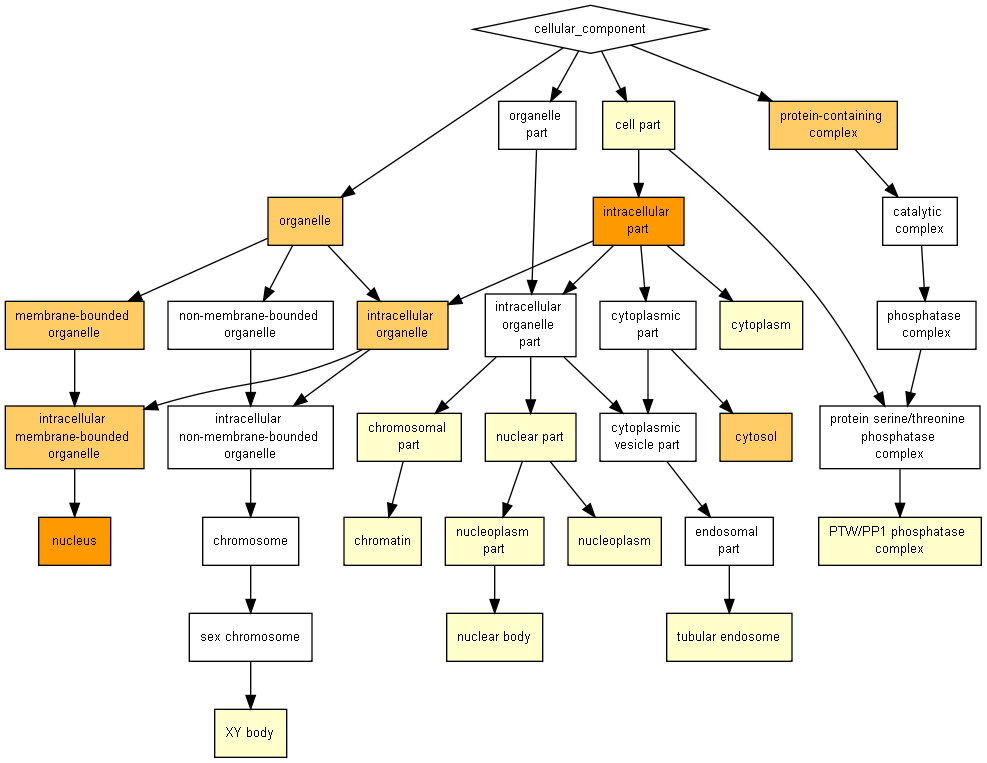 cellular_component
organelle
part
cell part
protein-containing
complex
organelle
intracellular
part
catalytic
complex
membrane-bounded
organelle
non-membrane-bounded
organelle
intracellular
organelle
intracellular
organelle
part
cytoplasmic
part
cytoplasm
phosphatase
complex
intracellular
membrane-bounded
organelle
intracellular
non-membrane-bounded
organelle
chromosomal
part
nuclear part
cytoplasmic
vesicle part
cytosol
protein serine/threonine
phosphatase
complex
nucleus
chromosome
chromatin
nucleoplasm
part
nucleoplasm
endosomal
part
PTW/PP1 phosphatase
complex
sex chromosome
nuclear body
tubular endosome
XY body